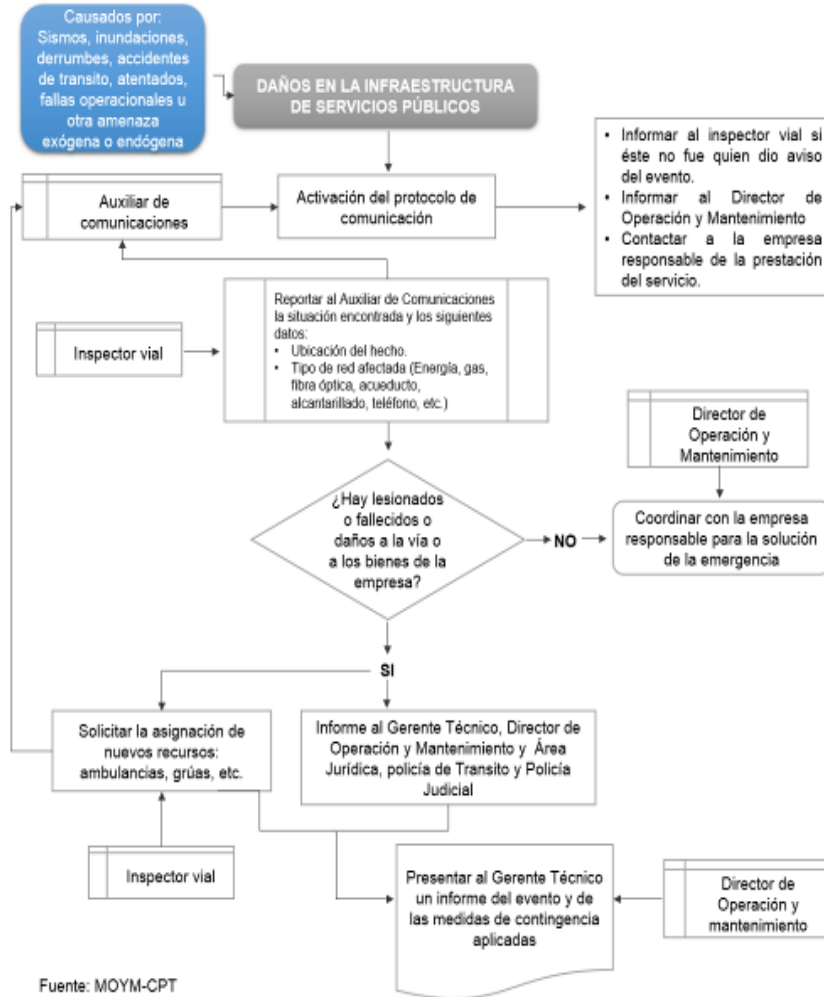 Causados por:
Sismos, inundaciones,
derrumbes, accidentes
de transito, atentados,
fallas operacionales u
otra amenaza
exógena o endógena
DAÑOS EN LA INFRAESTRUCTURA
DE SERVICIOS PÚBLICOS
• Informar al inspector vial si
éste no fue quien dio aviso
del evento.
• Informar al Director de
Operación y Mantenimiento
• Contactar a la empresa
responsable de la prestación
del servicio.
Auxiliar de
comunicaciones
Activación del protocolo de
comunicación
Reportar al Auxiliar de Comunicaciones
la situación encontrada y los siguientes
datos:
• Ubicación del hecho.
• Tipo de red afectada (Energía, gas,
fibra óptica, acueducto,
alcantarillado, teléfono, etc.)
Inspector vial
Director de
Operación y
Mantenimiento
¿Hay lesionados
o fallecidos o
daños a la vía o
a los bienes de la
empresa?
NO
Coordinar con la empresa
responsable para la solución
de la emergencia
SI
Solicitar la asignación de
nuevos recursos:
ambulancias, grúas, etc.
Informe al Gerente Técnico, Director de
Operación y Mantenimiento y Área
Jurídica, policía de Transito y Policía
Judicial
Inspector vial
Presentar al Gerente Técnico
un informe del evento y de
las medidas de contingencia
aplicadas
Director de
Operación y
mantenimiento
Fuente: MOYM-CPT